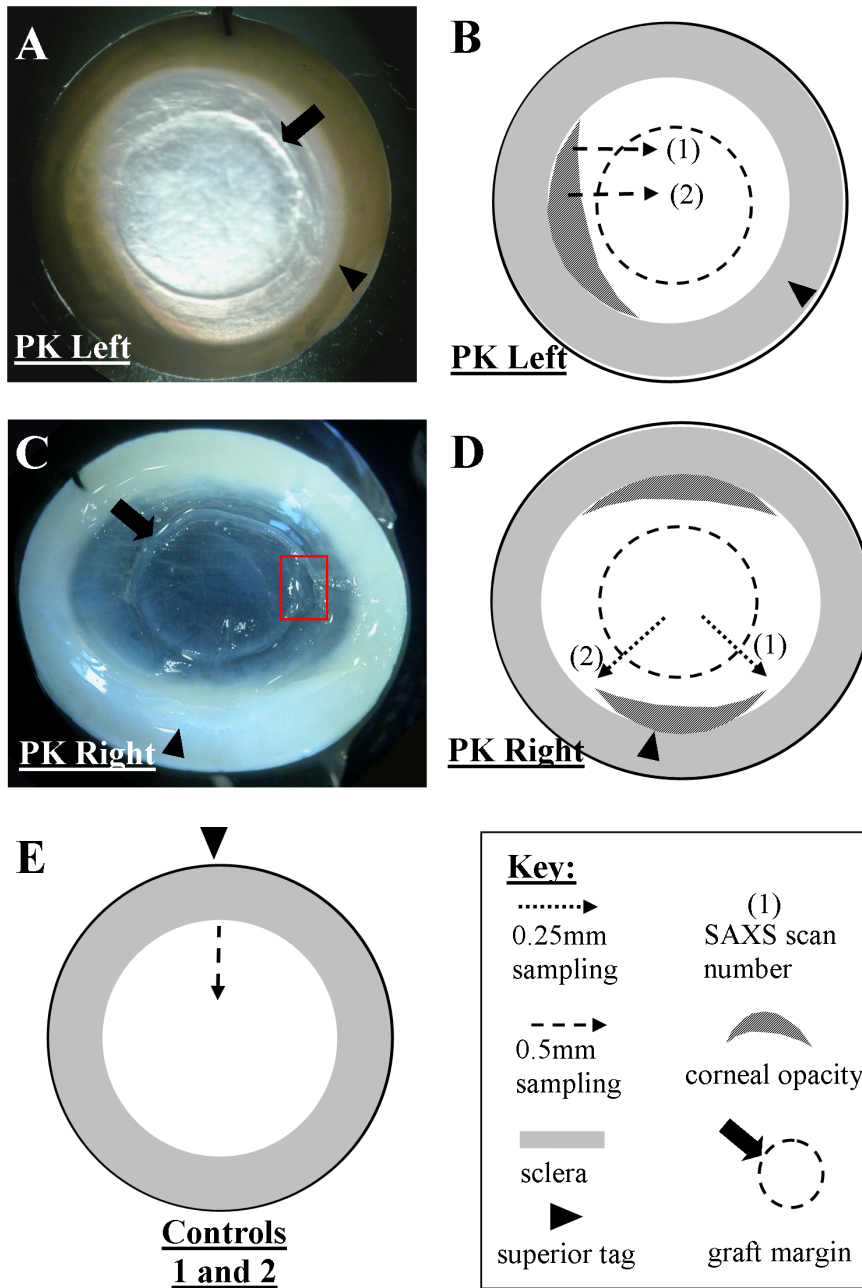 A
PK Left
B
(1)
(2)
PK Left
C
PK Right
D
(2)
(1)
PK Right
E
Controls
1 and 2
Key:
0.25mm
sampling
(1)
SAXS scan
number
0.5mm
sampling
corneal opacity
sclera
superior tag
graft margin